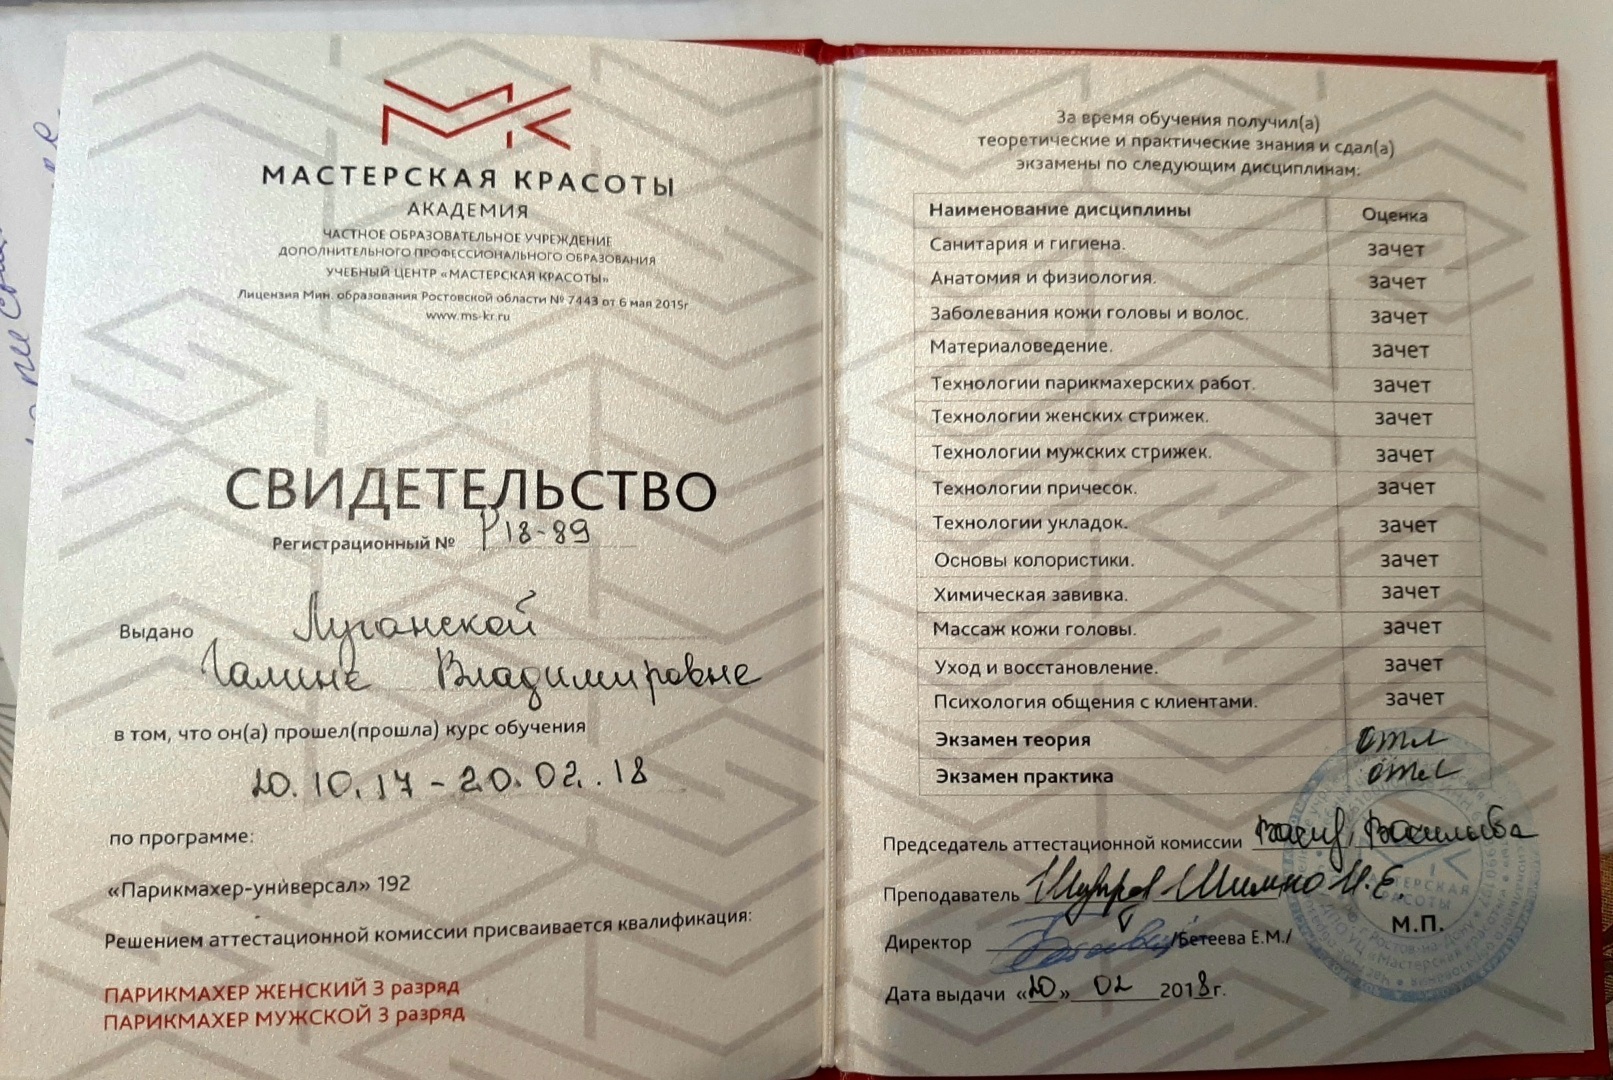 МАСТЕРСКАЯ КРАСОТЫ
АКАДЕМИЯ
ЧАСТНОЕ ОБРАЗОВАТЕЛЬНОЕ УЧРЕЖДЕНИЕ
ДОПОЛНИТЕЛЬНОГО ПРОФЕССИОНАЛЬНОГО ОБРАЗОВАНИЯ
УЧЕБНЫЙ ЦЕНТР «МАСТЕРСКАЯ КРАСОТЫ»
Лицензия Мин. образования Ростовской области № 7443 от 6 мая 2015г
www.ms-kr.ru
СВИДЕТЕЛЬСТВО
Регистрационный № Р18-89
Выдано Луганской
Галине Владимировне
в том, что он(а) прошел(прошла) курс обучения
20.10.17 - 20.02.18
по программе:
«Парикмахер-универсал» 192
Решением аттестационной комиссии присваивается квалификация:
ПАРИКМАХЕР ЖЕНСКИЙ 3 разряд
ПАРИКМАХЕР МУЖСКОЙ 3 разряд
За время обучения получил(а)
теоретические и практические знания и сдал(а)
экзамены по следующим дисциплинам:
Наименование дисциплины Оценка
Санитария и гигиена. зачет
Анатомия и физиология. зачет
Заболевания кожи головы и волос. зачет
Материаловедение. зачет
Технологии парикмахерских работ. зачет
Технологии женских стрижек. зачет
Технологии мужских стрижек. зачет
Технологии причесок. зачет
Технологии укладок. зачет
Основы колористики. зачет
Химическая завивка. зачет
Массаж кожи головы. зачет
Уход и восстановление. зачет
Психология общения с клиентами. зачет
Экзамен теория отл
Экзамен практика отл
Председатель аттестационной комиссии Васильева
Преподаватель Шимко И.Е.
Директор /Бетеева Е.М./
М.П.
Дата выдачи «20» 02 2018г.
МАСТЕРСКАЯ
КРАСОТЫ